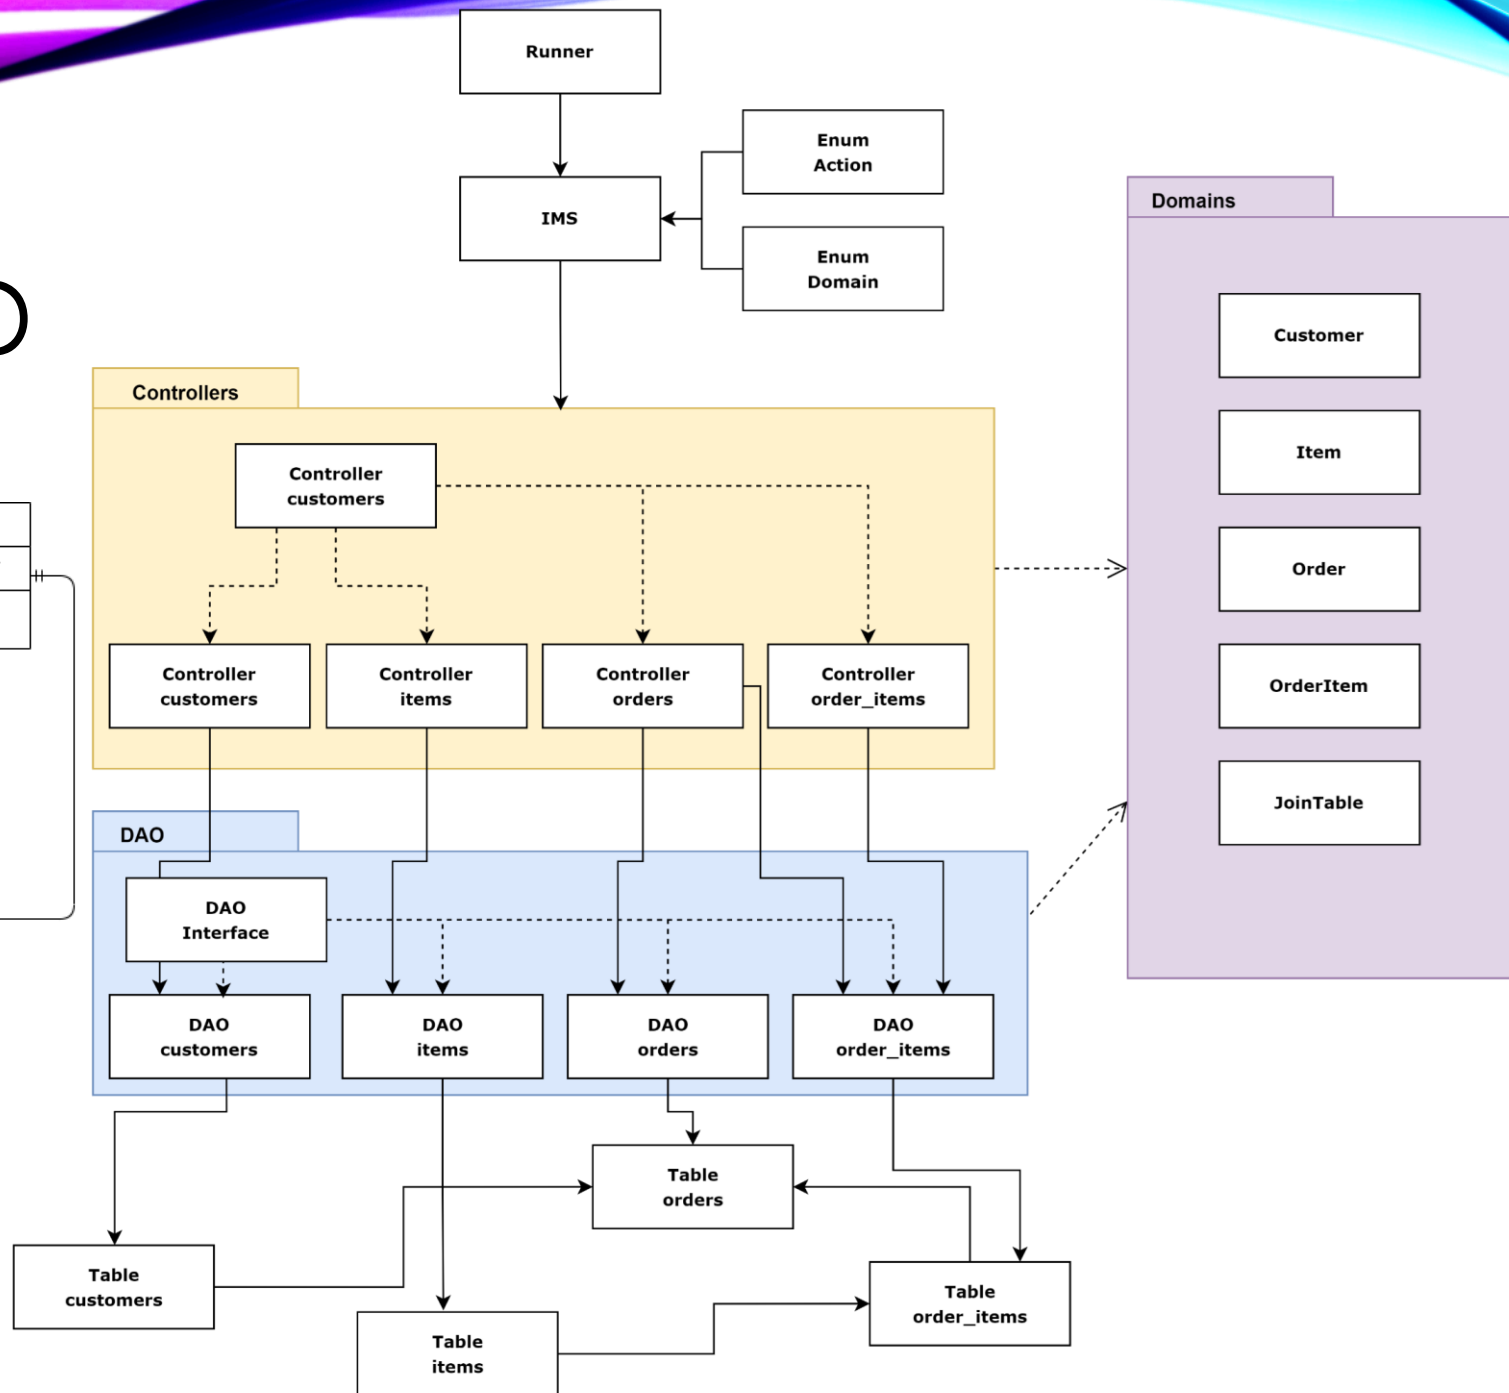 Runner
Enum
Action
IMS
Enum
Domain
Domains
Customer
Item
Order
OrderItem
JoinTable
Controllers
Controller
customers
Controller
customers
Controller
items
Controller
orders
Controller
order_items
DAO
DAO
Interface
DAO
customers
DAO
items
DAO
orders
DAO
order_items
Table
orders
Table
customers
Table
order_items
Table
items